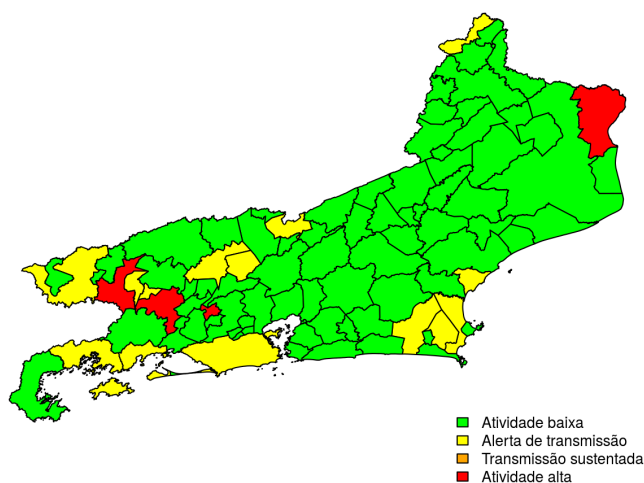 Atividade baixa
Alerta de transmissão
Transmissão sustentada
Atividade alta